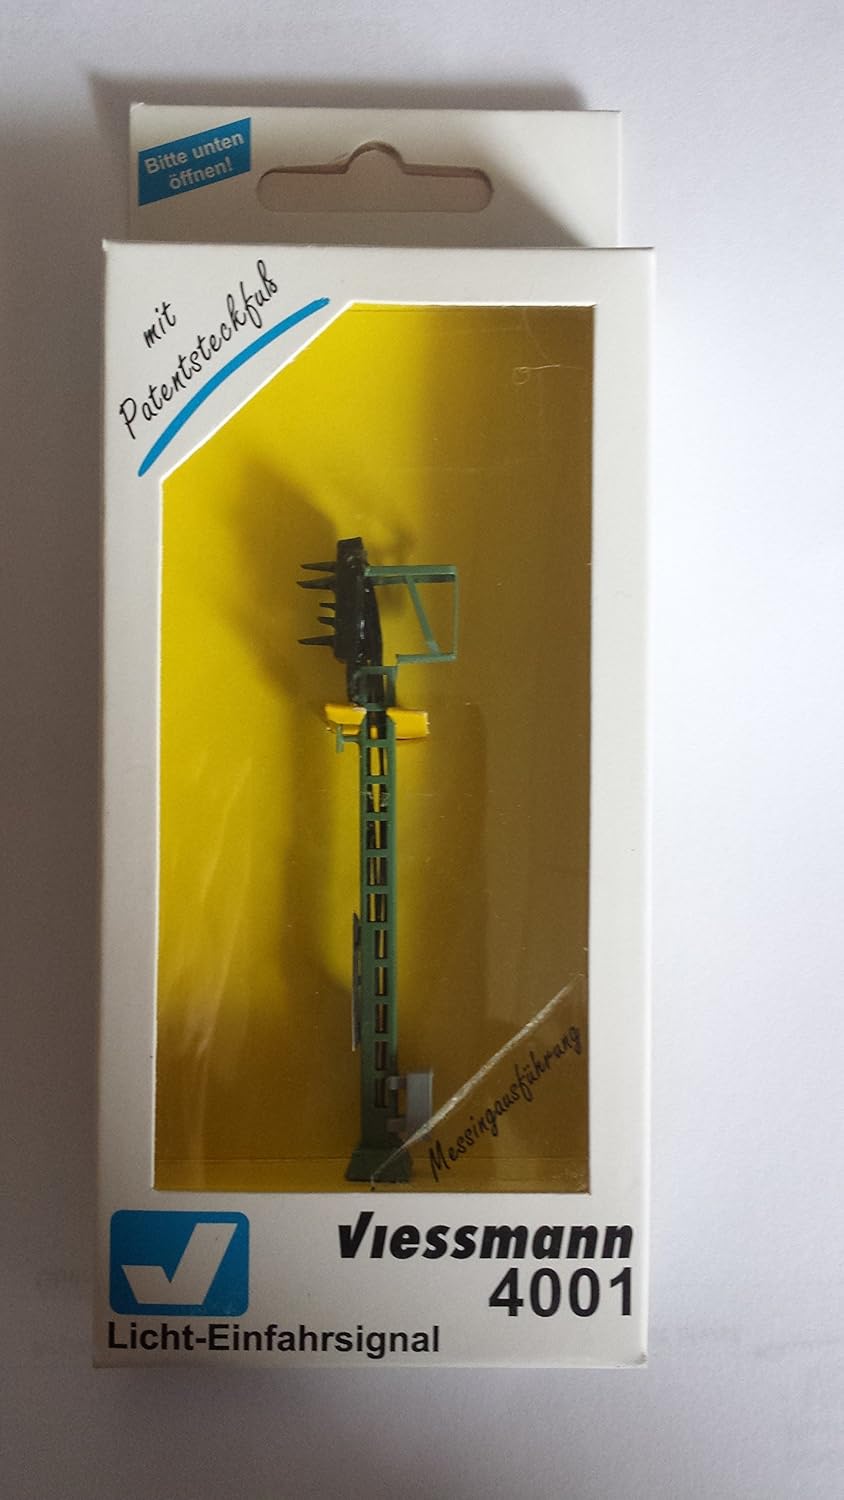 Bitte unten
öffnen!
mit
Patentsteckfuß
Messingausführung
Viessmann
4001
Licht-Einfahrsignal